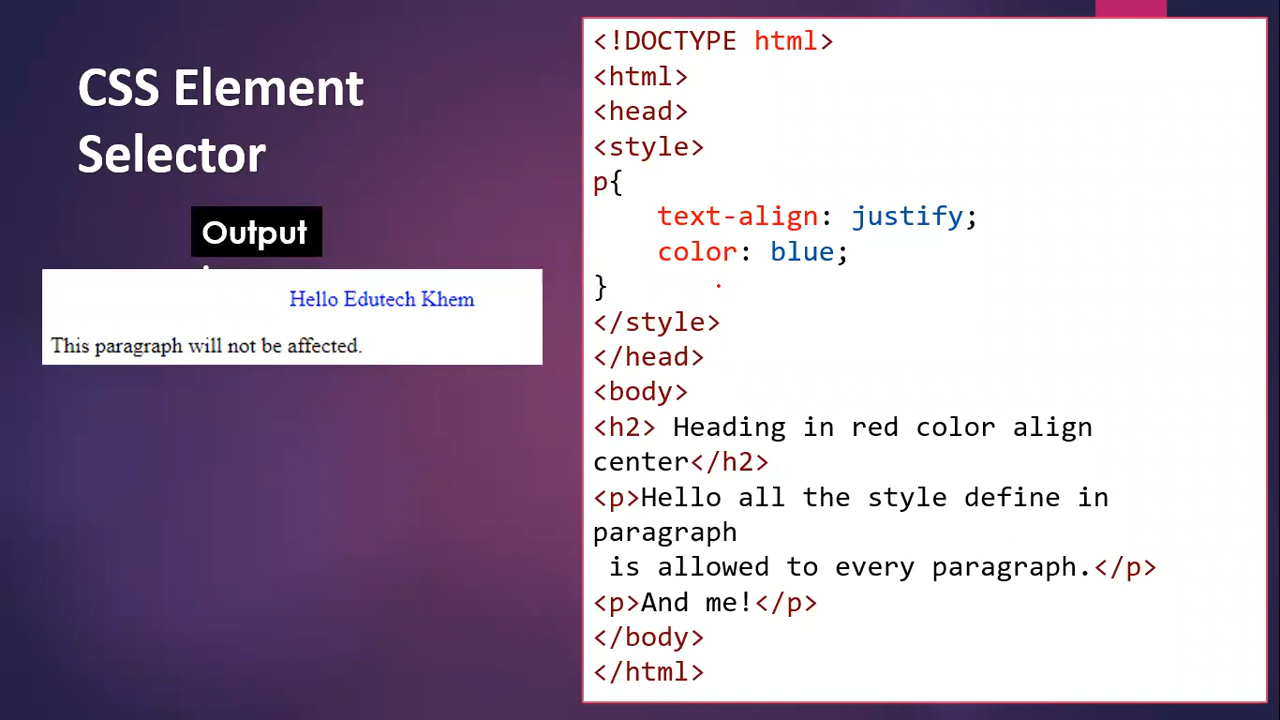 CSS Element
Selector
Output
Hello Edutech Khem
This paragraph will not be affected.
<!DOCTYPE html>
<html>
<head>
<style>
p{
    text-align: justify;
    color: blue;
}
</style>
</head>
<body>
<h2> Heading in red color align
center</h2>
<p>Hello all the style define in
paragraph
 is allowed to every paragraph.</p>
<p>And me!</p>
</body>
</html>